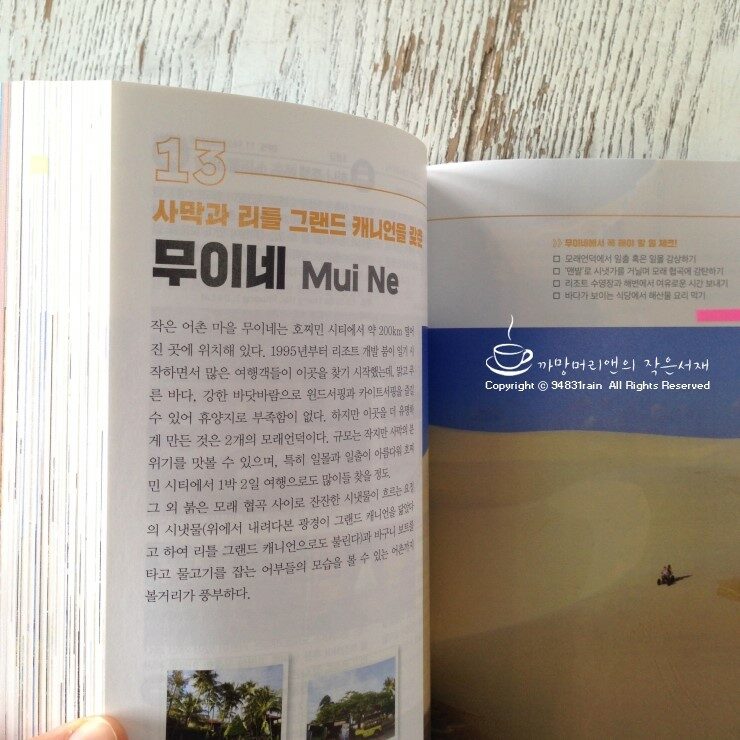 13
사막과 리틀 그랜드 캐니언을 갖춘
무이네 Mui Ne
작은 어촌 마을 무이네는 호찌민 시티에서 약 200km 떨어
진 곳에 위치해 있다. 1995년부터 리조트 개발 붐이 일기 시
작하면서 많은 여행객들이 이곳을 찾기 시작했는데, 맑고 푸
른 바다, 강한 바닷바람으로 윈드서핑과 카이트서핑을 즐길
수 있어 휴양지로 부족함이 없다. 하지만 이곳을 더 유명하
게 만든 것은 2개의 모래언덕이다. 규모는 작지만 사막의 분
위기를 맛볼 수 있으며, 특히 일몰과 일출이 아름다워 호찌
민 시티에서 1박 2일 여행으로도 많이들 찾을 정도.
그 외 붉은 모래 협곡 사이로 잔잔한 시냇물이 흐르는 요정
의 시냇물(위에서 내려다본 광경이 그랜드 캐니언을 닮았다
고 하여 리틀 그랜드 캐니언으로도 불린다)과 바구니 보트를
타고 물고기를 잡는 어부들의 모습을 볼 수 있는 어촌까지
볼거리가 풍부하다.
무이네에서 꼭 해야 할 일 체크!
□ 모래언덕에서 일출 혹은 일몰 감상하기
□ '맨발'로 시냇가를 거닐며 모래 협곡에 감탄하기
□ 리조트 수영장과 해변에서 여유로운 시간 보내기
□ 바다가 보이는 식당에서 해산물 요리 먹기
까망머리앤의 작은서재
Copyright ⓒ 94831rain All Rights Reserved